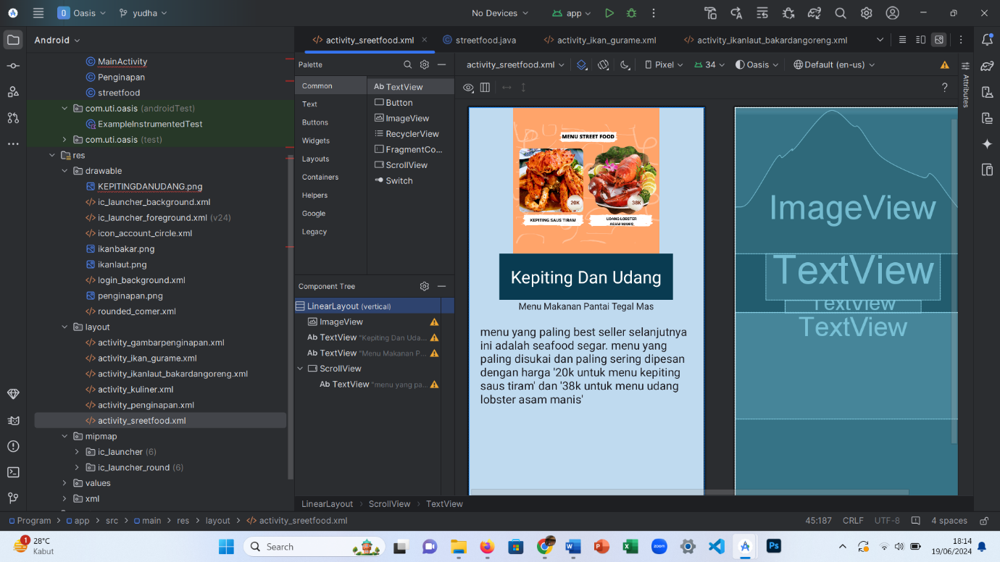 Oasis
yudha
No Devices
app
Android
activity_sreetfood.xml
streetfood.java
activity_ikan_gurame.xml
activity_ikanlaut_bakardangoreng.xml
MainActivity
Penginapan
streetfood
com.uti.oasis (androidTest)
ExampleInstrumentedTest
com.uti.oasis (test)
res
drawable
KEPITINGDANUDANG.png
ic_launcher_background.xml
ic_launcher_foreground.xml (v24)
icon_account_circle.xml
ikanbakar.png
ikanlaut.png
login_background.xml
penginapan.png
rounded_comer.xml
layout
activity_gambarpenginapan.xml
activity_ikan_gurame.xml
activity_ikanlaut_bakardangoreng.xml
activity_kuliner.xml
activity_penginapan.xml
activity_sreetfood.xml
mipmap
ic_launcher (6)
ic_launcher_round (6)
values
xml
Palette
Common
Text
Buttons
Widgets
Layouts
Containers
Helpers
Google
Legacy
Ab TextView
Button
ImageView
RecyclerView
FragmentCo...
ScrollView
Switch
Component Tree
LinearLayout (vertical)
ImageView
Ab TextView "Kepiting Dan Uda...
Ab TextView "Menu Makanan P...
ScrollView
Ab TextView "menu yang pa...
activity_sreetfood.xml
Pixel
34
Oasis
Default (en-us)
?
Attributes
MENU STREET FOOD
20K
38K
KEPITING SAUS TIRAM
UDANG LOBSTER
ASAM MANIS,
Kepiting Dan Udang
Menu Makanan Pantai Tegal Mas
menu yang paling best seller selanjutnya
ini adalah seafood segar. menu yang
paling disukai dan paling sering dipesan
dengan harga '20k untuk menu kepiting
saus tiram' dan '38k untuk menu udang
lobster asam manis'
ImageView
TextView
TextView
TextView
LinearLayout > ScrollView > TextView
Program > app > src > main > res > layout > activity_sreetfood.xml
45:187
CRLF
UTF-8
4 spaces
1
28°C
Kabut
Search
zoom
Ps
18:14
19/06/2024